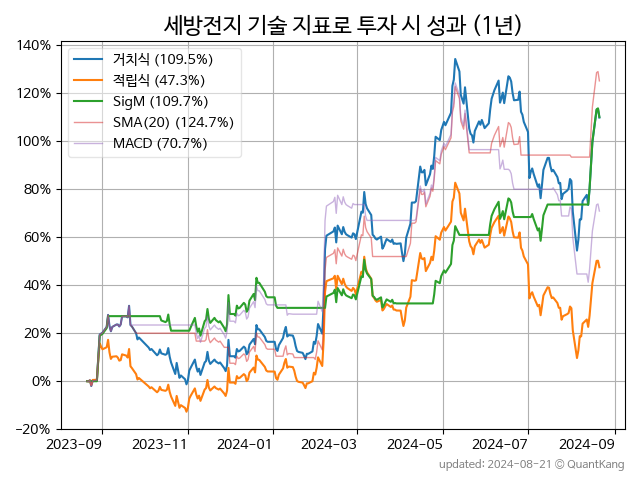 세방전지 기술 지표로 투자 시 성과 (1년)
140%
120%
100%
80%
60%
40%
20%
0%
−20%
거치식 (109.5%)
적립식 (47.3%)
SigM (109.7%)
SMA(20) (124.7%)
MACD (70.7%)
2023-09 2023-11 2024-01 2024-03 2024-05 2024-07 2024-09
updated: 2024-08-21 © QuantKang